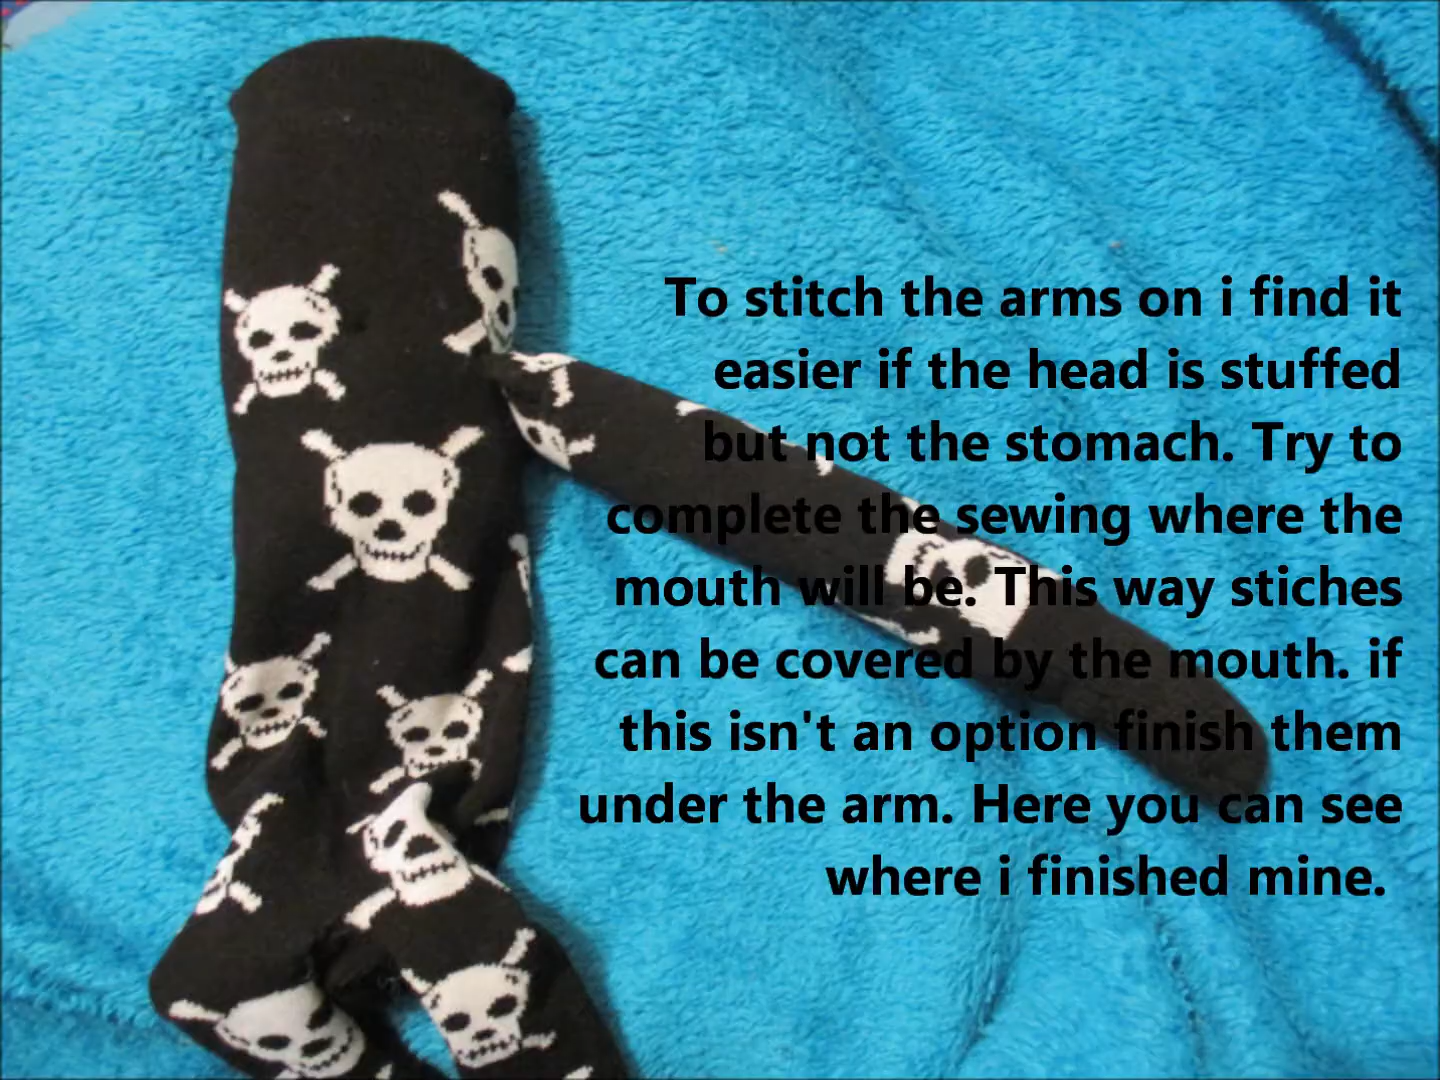 To stitch the arms on i find it
easier if the head is stuffed
but not the stomach. Try to
complete the sewing where the
mouth will be. This way stiches
can be covered by the mouth. if
this isn't an option finish them
under the arm. Here you can see
where i finished mine.